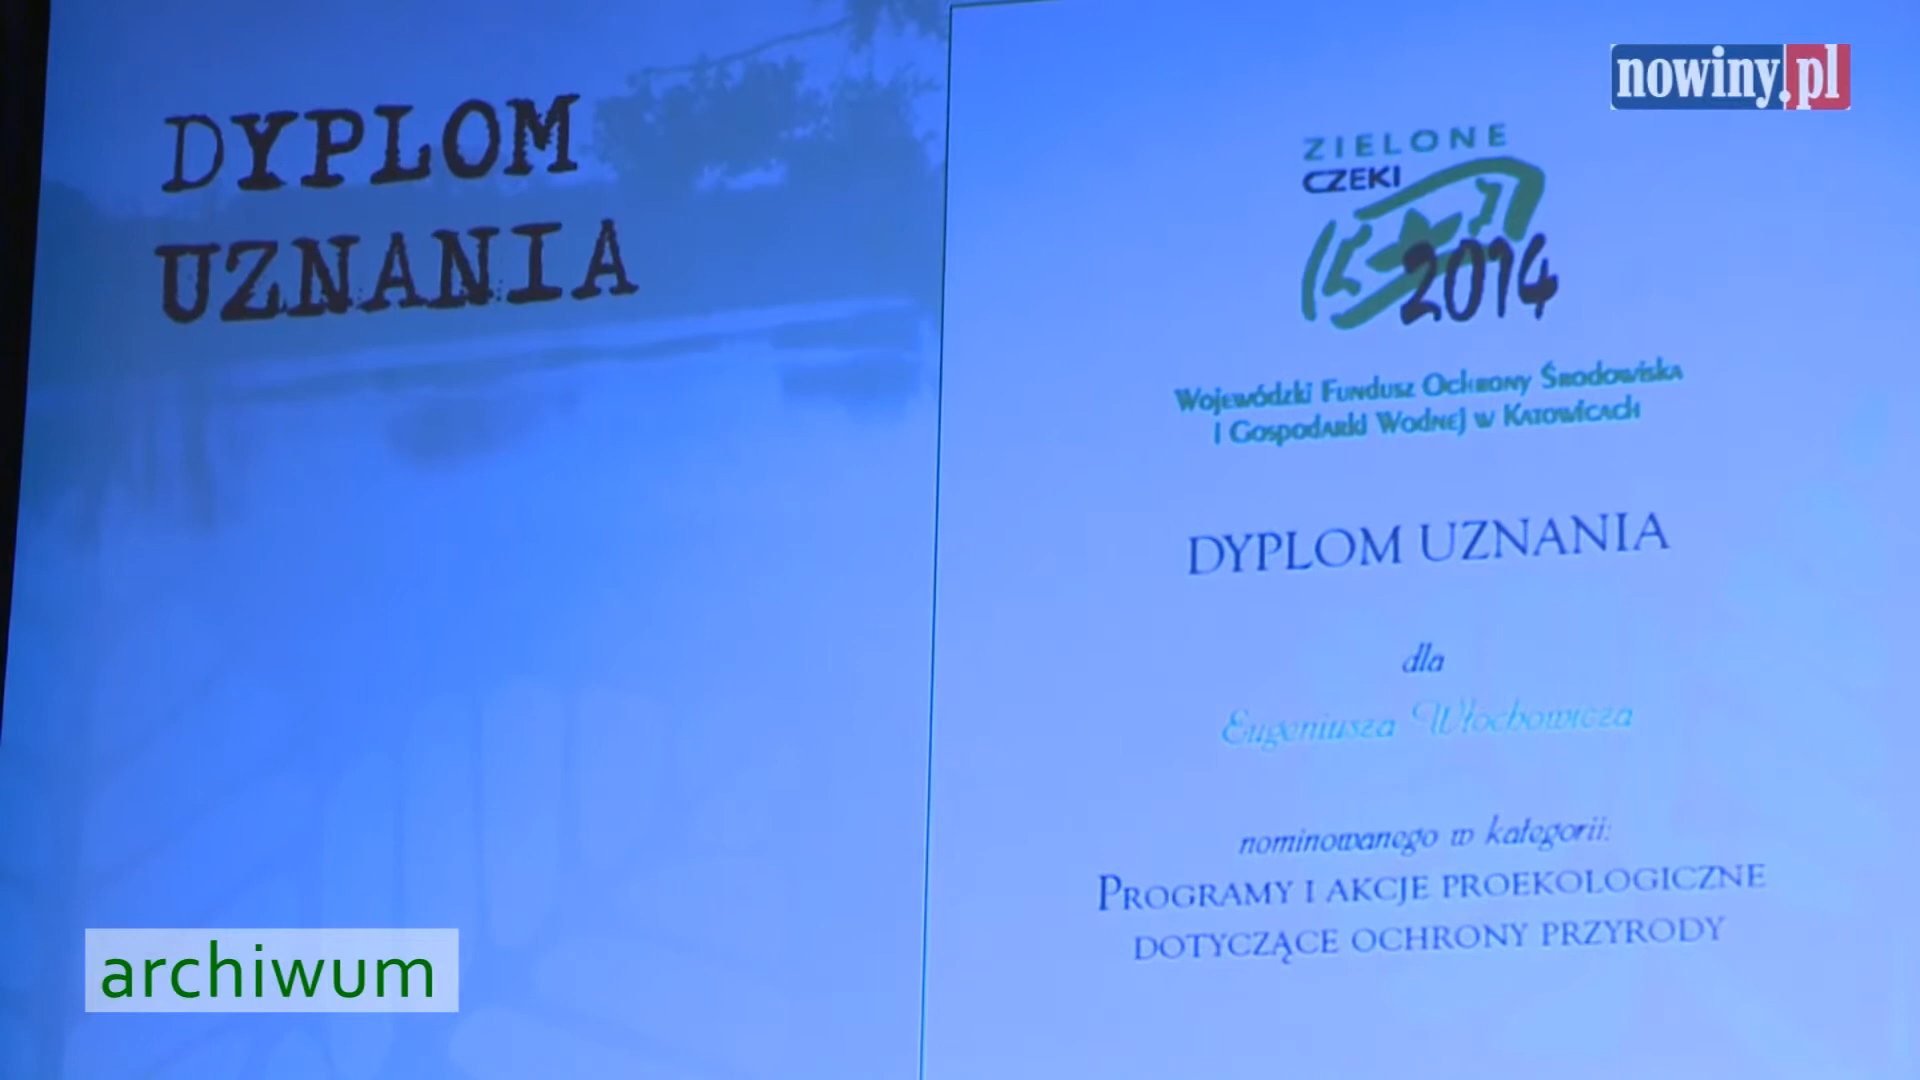 DYPLOM
UZNANIA
nowiny.pl
ZIELONE
CZEKI
2014
Wojewódzki Fundusz Ochrony Środowiska
i Gospodarki Wodnej w Katowicach
DYPLOM UZNANIA
dla
Eugeniusza Włochowicza
nominowanego w kategorii:
PROGRAMY I AKCJE PROEKOLOGICZNE
DOTYCZĄCE OCHRONY PRZYRODY
archiwum